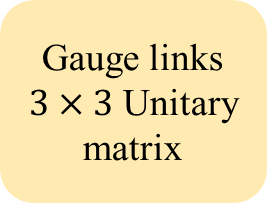 Gauge links
3 × 3 Unitary
matrix